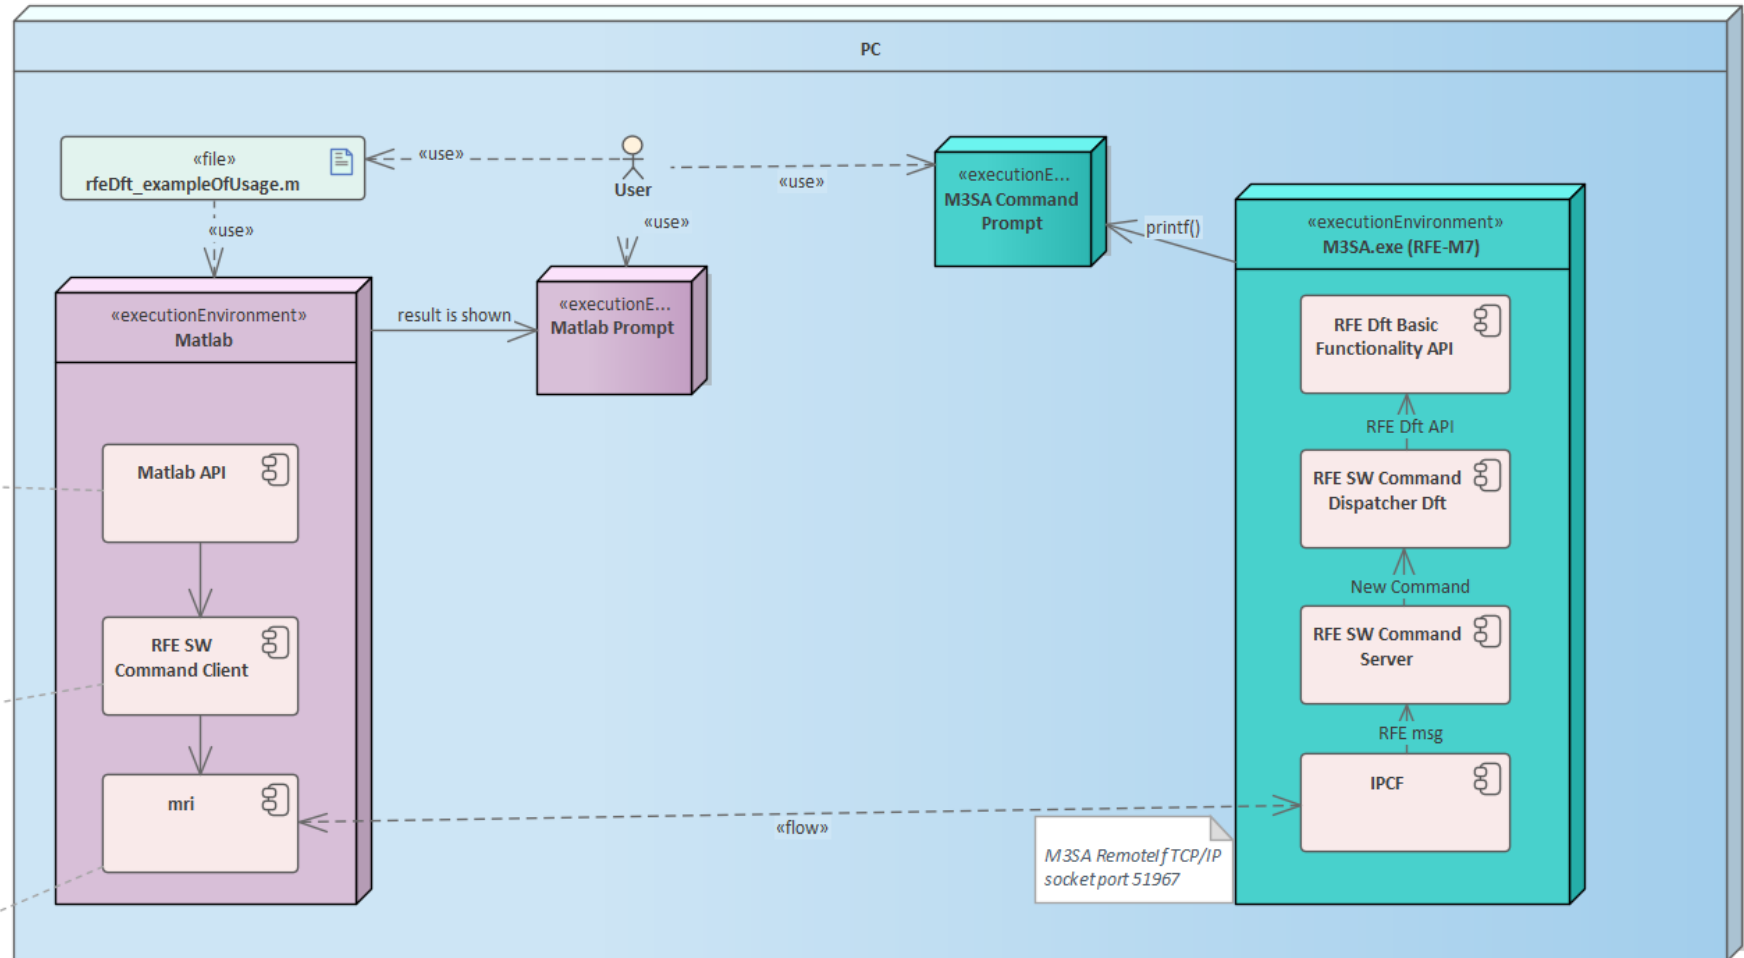 PC
«file»
rfeDft_exampleOfUsage.m
«use»
User
«use»
«use»
«use»
«executionE...
M3SA Command
Prompt
printf()
«executionEnvironment»
M3SA.exe (RFE-M7)
«executionEnvironment»
Matlab
result is shown
«executionE...
Matlab Prompt
Matlab API
RFE SW
Command Client
mri
«flow»
M3SA RemoteIf TCP/IP
socket port 51967
RFE Dft Basic
Functionality API
RFE Dft API
RFE SW Command
Dispatcher Dft
New Command
RFE SW Command
Server
RFE msg
IPCF